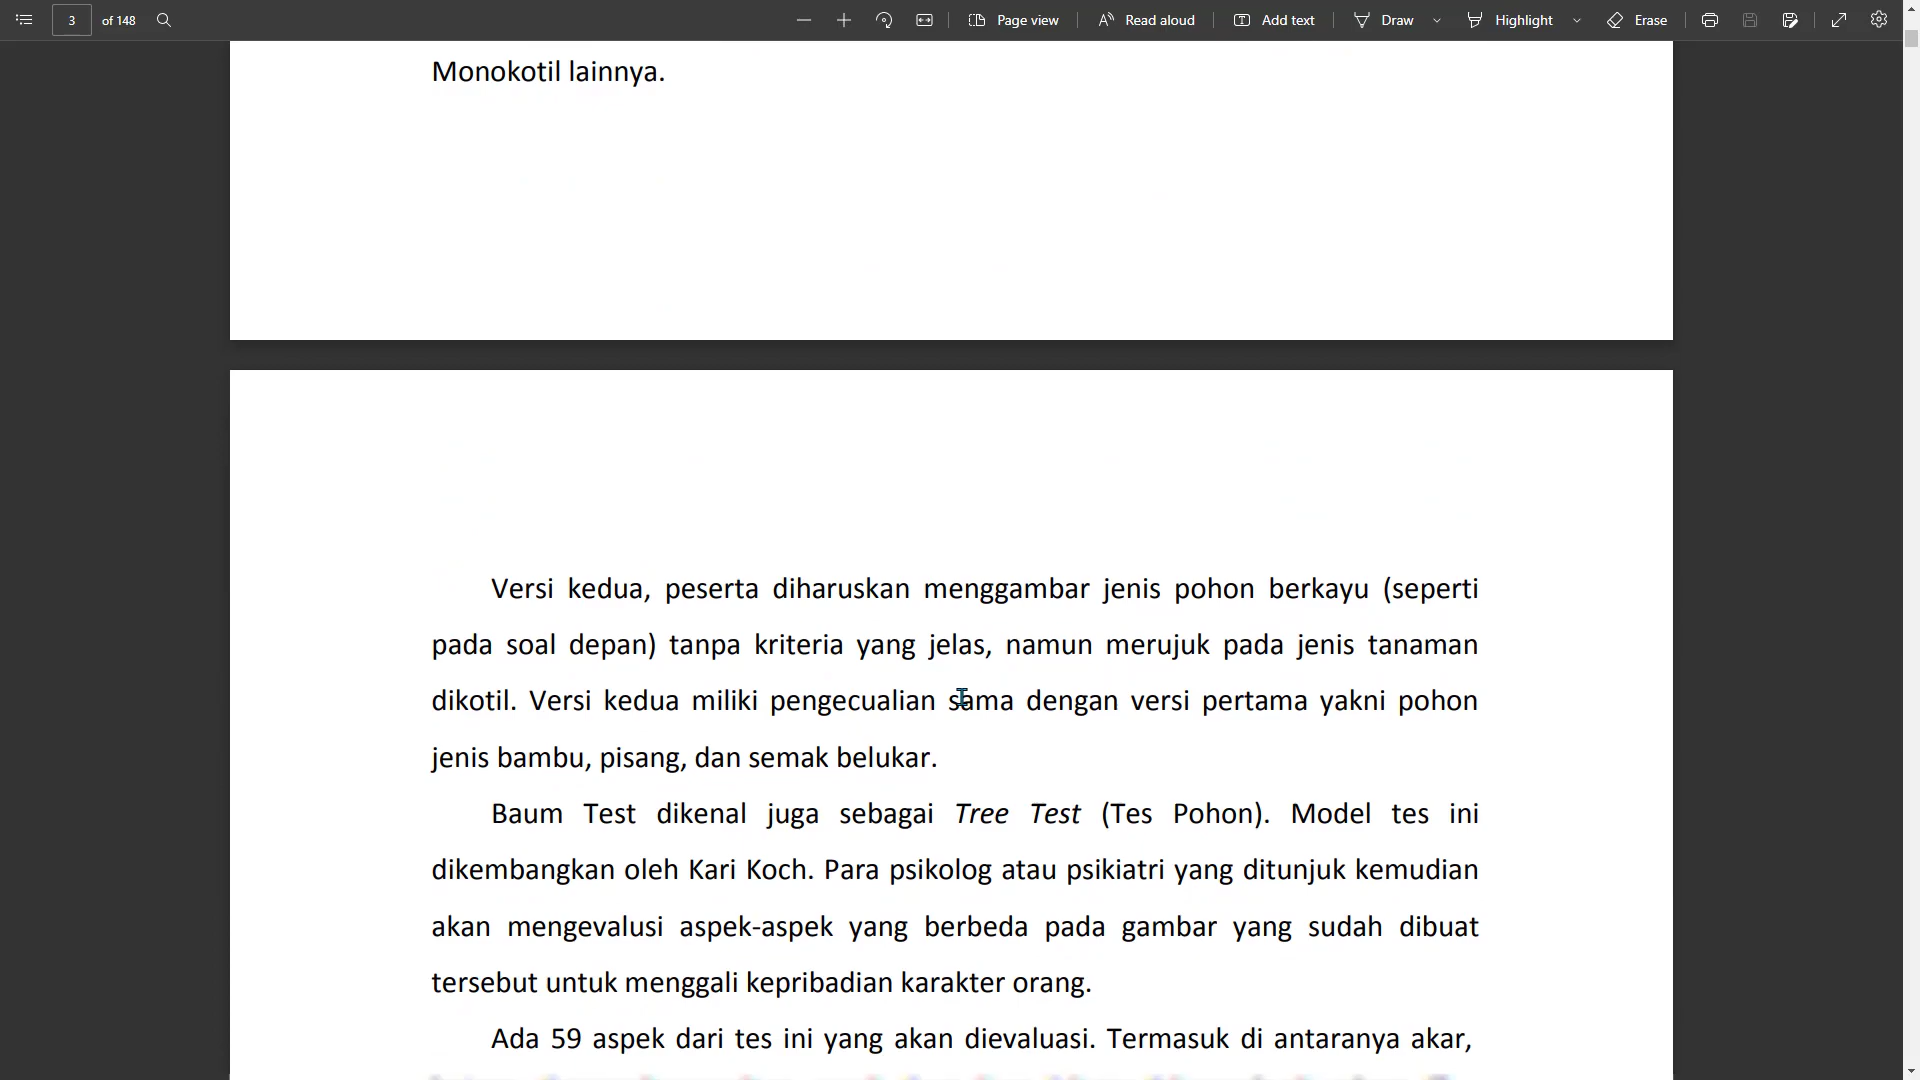 3 of 148 Page view Read aloud Add text Draw Highlight Erase
Monokotil lainnya.
Versi kedua, peserta diharuskan menggambar jenis pohon berkayu (seperti
pada soal depan) tanpa kriteria yang jelas, namun merujuk pada jenis tanaman
dikotil. Versi kedua miliki pengecualian sama dengan versi pertama yakni pohon
jenis bambu, pisang, dan semak belukar.
Baum Test dikenal juga sebagai Tree Test (Tes Pohon). Model tes ini
dikembangkan oleh Kari Koch. Para psikolog atau psikiatri yang ditunjuk kemudian
akan mengevalusi aspek-aspek yang berbeda pada gambar yang sudah dibuat
tersebut untuk menggali kepribadian karakter orang.
Ada 59 aspek dari tes ini yang akan dievaluasi. Termasuk di antaranya akar,